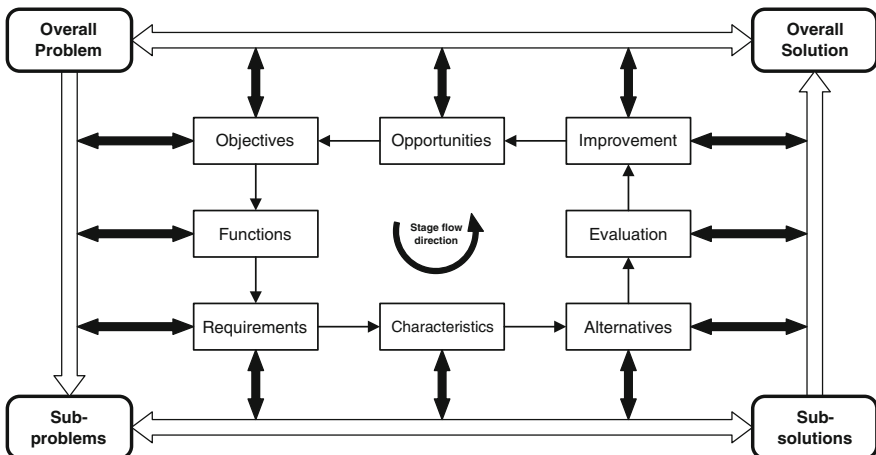 Overall
Problem
Overall
Solution
Objectives
Opportunities
Improvement
Functions
Stage flow
direction
Evaluation
Requirements
Characteristics
Alternatives
Sub-
problems
Sub-
solutions